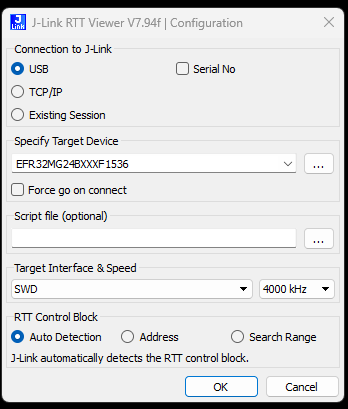 J-Link RTT Viewer V7.94f | Configuration
Connection to J-Link
USB
Serial No
TCP/IP
Existing Session
Specify Target Device
EFR32MG24BXXXF1536
...
Force go on connect
Script file (optional)
...
Target Interface & Speed
SWD
4000 kHz
RTT Control Block
Auto Detection
Address
Search Range
J-Link automatically detects the RTT control block.
OK
Cancel